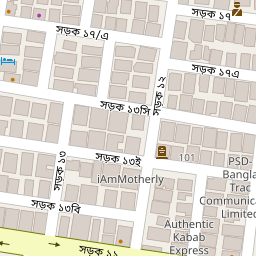 সড়ক ১৭
সড়ক ১৭/এ
সড়ক ১৭এ
সড়ক ১২
সড়ক ১৩সি
সড়ক ১৩
সড়ক ১৩ই
101
PSD-
Bangla
Trac
Communica
Limited
iAmMotherly
সড়ক ১৩বি
Authentic
Kabab
Express
সড়ক ১১